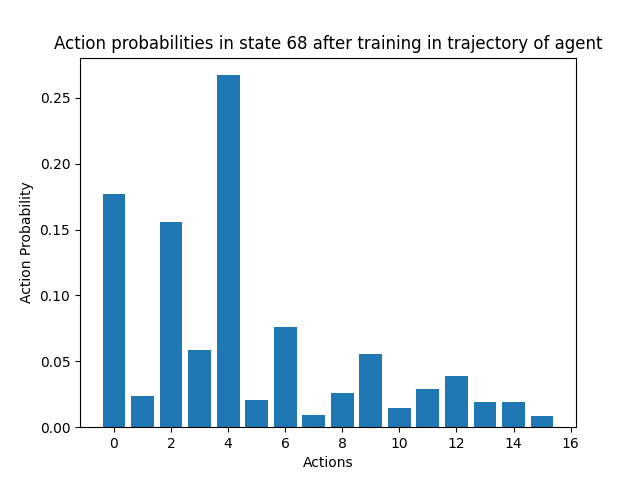 Action probabilities in state 68 after training in trajectory of agent
0.25
0.20
0.15
0.10
0.05
0.00
Action Probability
0 2 4 6 8 10 12 14 16
Actions